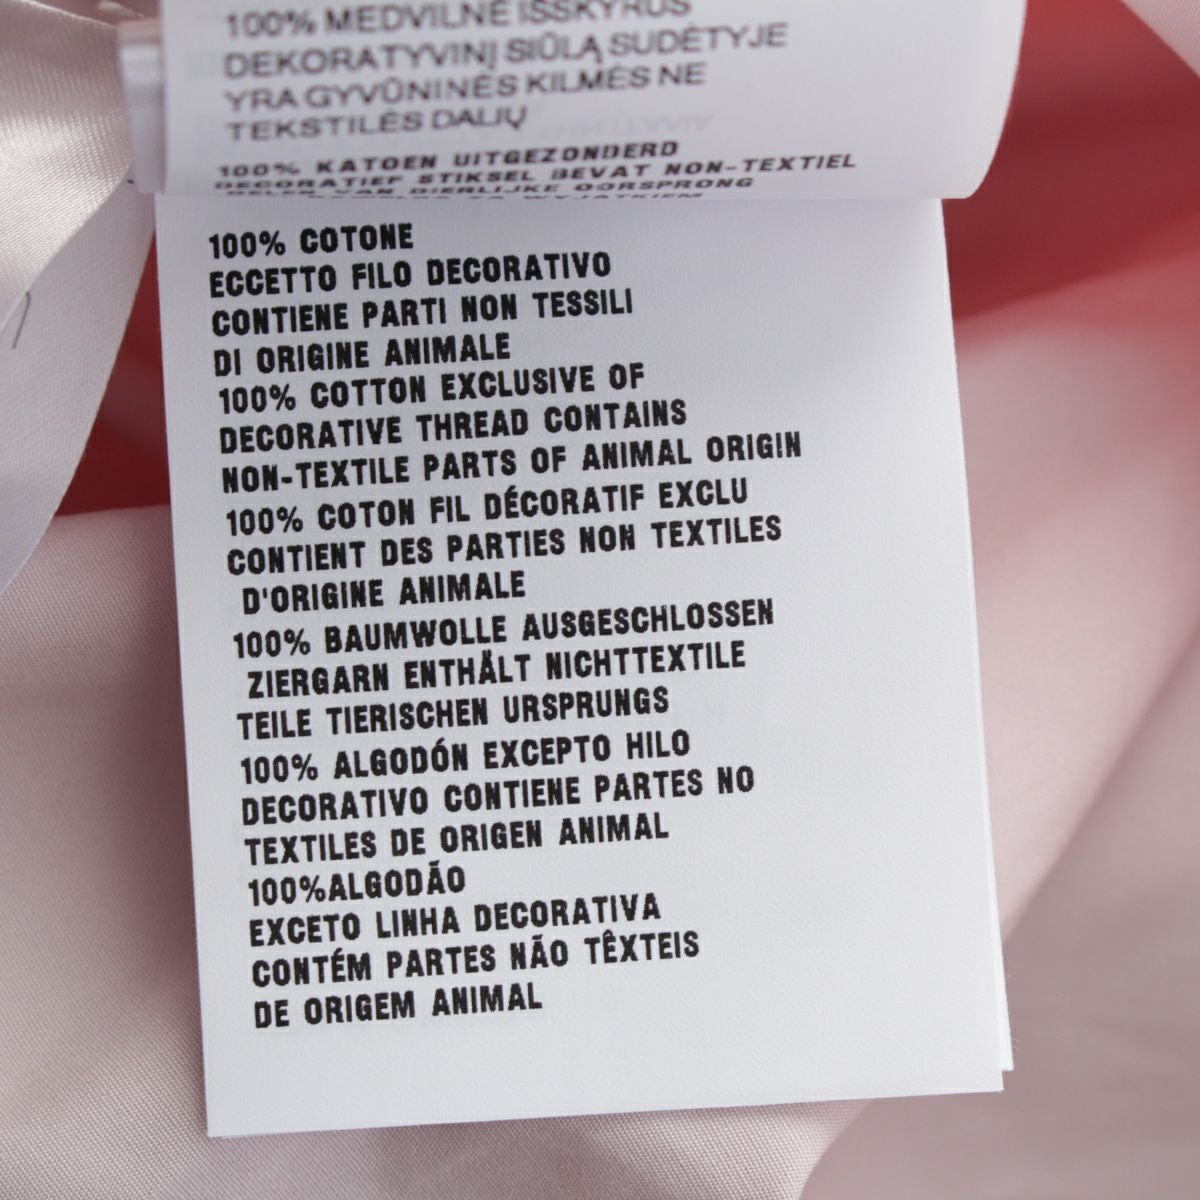 100% MEDVILNĖ IŠSKYRUS
DEKORATYVINĮ SIŪLĄ SUDĖTYJE
YRA GYVŪNINĖS KILMĖS NE
TEKSTILĖS DALIŲ
100% KATOEN UITGEZONDERD
DECORATIEF STIKSEL BEVAT NON-TEXTIEL
DELEN VAN DIERLIJKE OORSPRONG
100% COTONE
ECCETTO FILO DECORATIVO
CONTIENE PARTI NON TESSILI
DI ORIGINE ANIMALE
100% COTTON EXCLUSIVE OF
DECORATIVE THREAD CONTAINS
NON-TEXTILE PARTS OF ANIMAL ORIGIN
100% COTON FIL DÉCORATIF EXCLU
CONTIENT DES PARTIES NON TEXTILES
D'ORIGINE ANIMALE
100% BAUMWOLLE AUSGESCHLOSSEN
ZIERGARN ENTHÄLT NICHTTEXTILE
TEILE TIERISCHEN URSPRUNGS
100% ALGODÓN EXCEPTO HILO
DECORATIVO CONTIENE PARTES NO
TEXTILES DE ORIGEN ANIMAL
100%ALGODÃO
EXCETO LINHA DECORATIVA
CONTÉM PARTES NÃO TÊXTEIS
DE ORIGEM ANIMAL